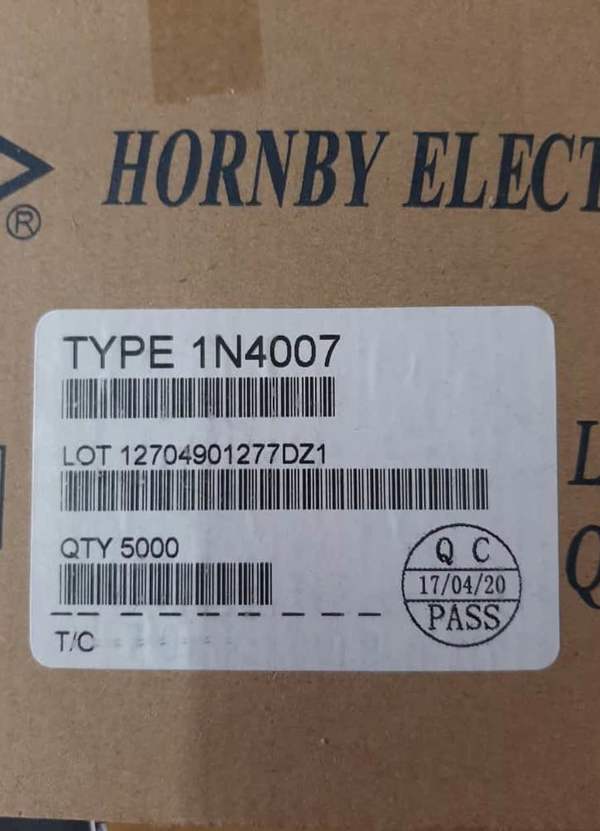 HORNBY ELECT
®
TYPE 1N4007
LOT 12704901277DZ1
QTY 5000
Q C
17/04/20
PASS
T/C
L
Q